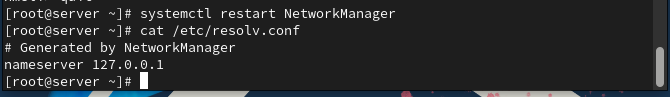 [root@server ~]# systemctl restart NetworkManager
[root@server ~]# cat /etc/resolv.conf
# Generated by NetworkManager
nameserver 127.0.0.1
[root@server ~]#